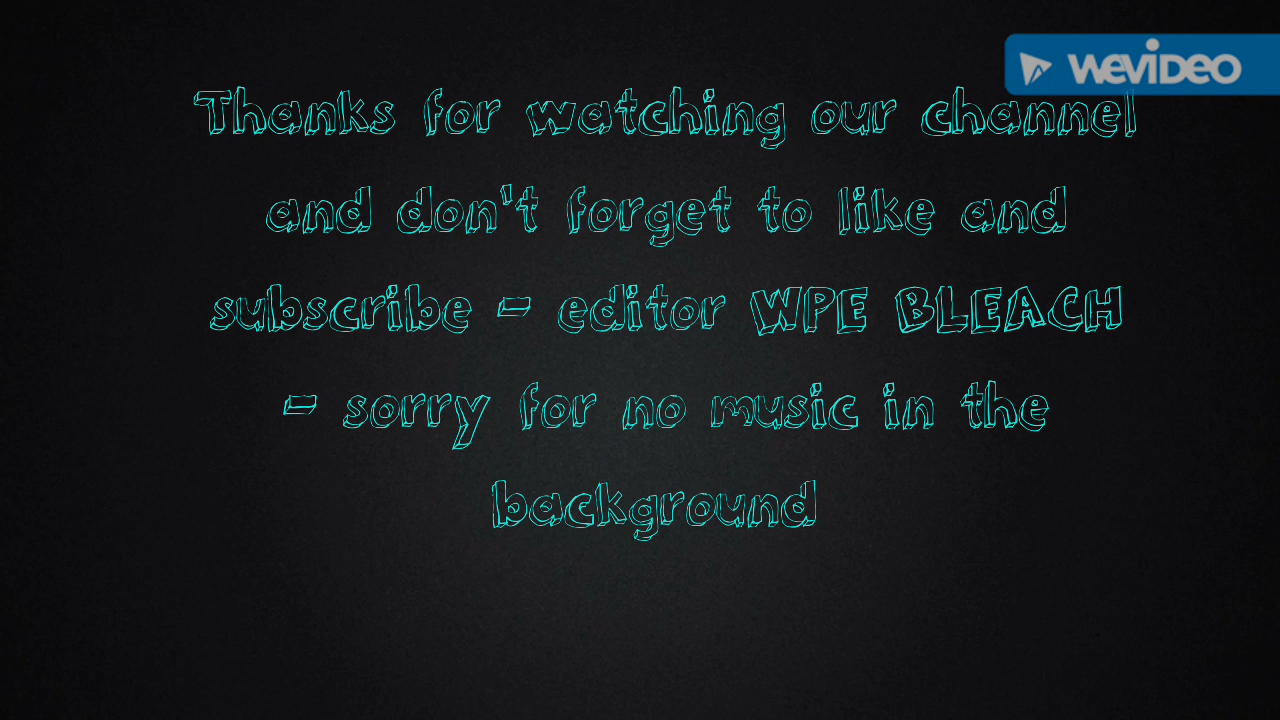 WEVIDEO
Thanks for watching our channel
and don't forget to like and
subscribe - editor WPE BLEACH
- sorry for no music in the
background